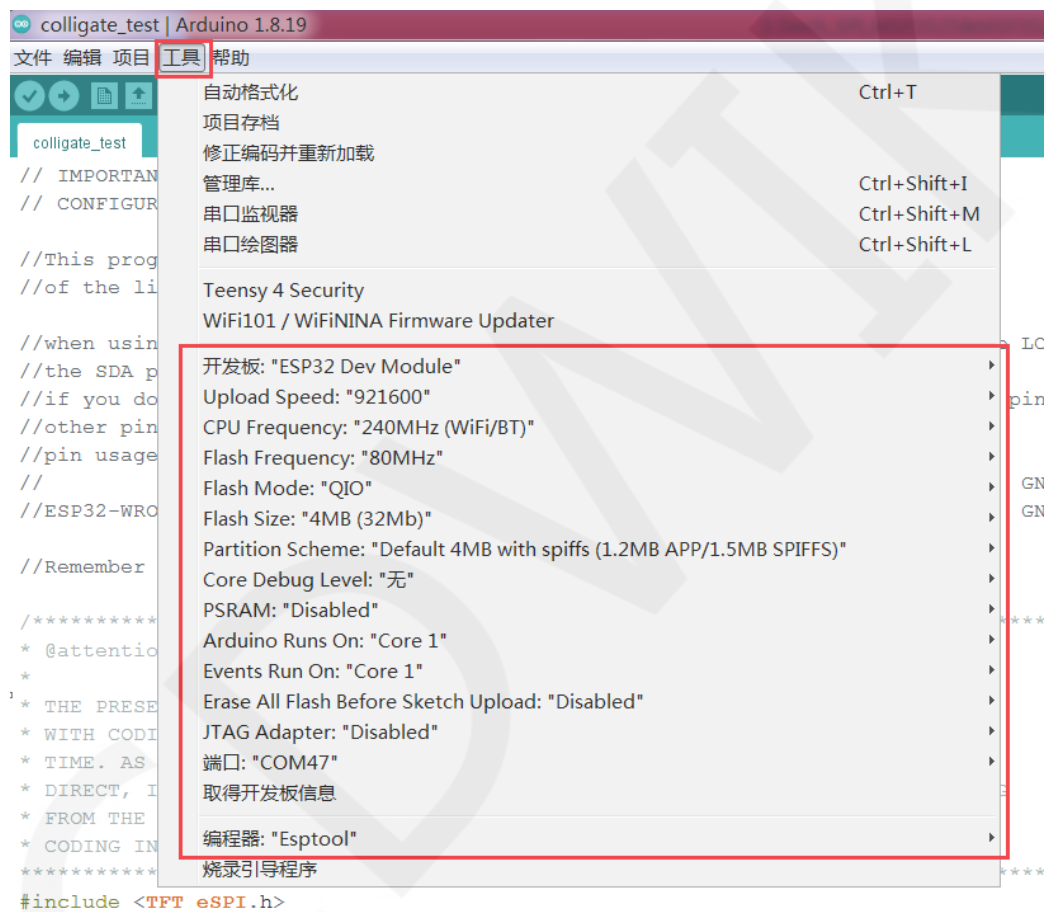 colligate_test | Arduino 1.8.19
文件 编辑 项目 工具 帮助
colligate_test
自动格式化 Ctrl+T
项目存档
修正编码并重新加载
管理库... Ctrl+Shift+I
串口监视器 Ctrl+Shift+M
串口绘图器 Ctrl+Shift+L
Teensy 4 Security
WiFi101 / WiFiNINA Firmware Updater
开发板: "ESP32 Dev Module"
Upload Speed: "921600"
CPU Frequency: "240MHz (WiFi/BT)"
Flash Frequency: "80MHz"
Flash Mode: "QIO"
Flash Size: "4MB (32Mb)"
Partition Scheme: "Default 4MB with spiffs (1.2MB APP/1.5MB SPIFFS)"
Core Debug Level: "无"
PSRAM: "Disabled"
Arduino Runs On: "Core 1"
Events Run On: "Core 1"
Erase All Flash Before Sketch Upload: "Disabled"
JTAG Adapter: "Disabled"
端口: "COM47"
取得开发板信息
编程器: "Esptool"
烧录引导程序
// IMPORTAN
// CONFIGUR
//This prog
//of the li
//when usin LC
//the SDA p
//if you do pin
//other pin
//pin usage
// GN
//ESP32-WRO GN
//Remember
/********** ***
* @attentio
*
* THE PRESE
* WITH CODI
* TIME. AS
* DIRECT, I
* FROM THE
* CODING IN
*********** ***
#include <TFT_eSPI.h>